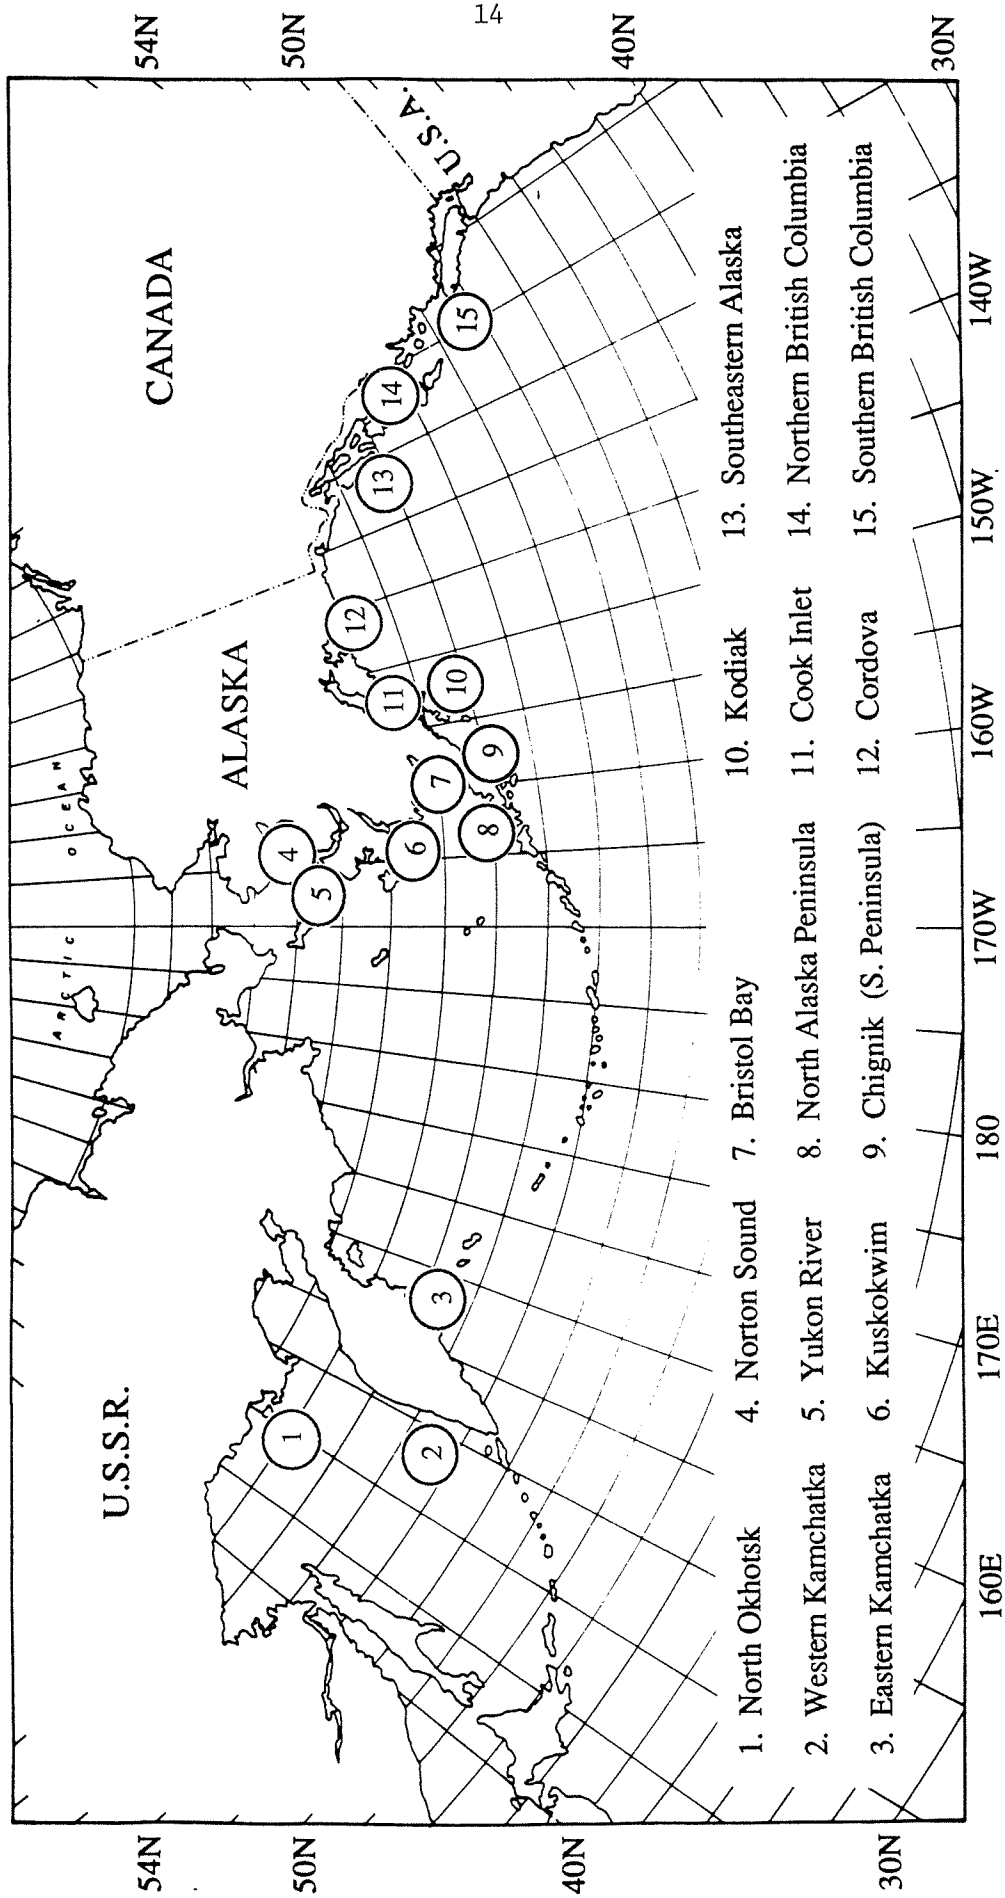 14
54N
50N
40N
30N
U.S.S.R.
ARCTIC OCEAN
ALASKA
CANADA
U.S.A.
1
2
3
4
5
6
7
8
9
10
11
12
13
14
15
1. North Okhotsk
2. Western Kamchatka
3. Eastern Kamchatka
4. Norton Sound
5. Yukon River
6. Kuskokwim
7. Bristol Bay
8. North Alaska Peninsula
9. Chignik (S. Peninsula)
10. Kodiak
11. Cook Inlet
12. Cordova
13. Southeastern Alaska
14. Northern British Columbia
15. Southern British Columbia
54N
50N
40N
30N
160E
170E
180
170W
160W
150W
140W